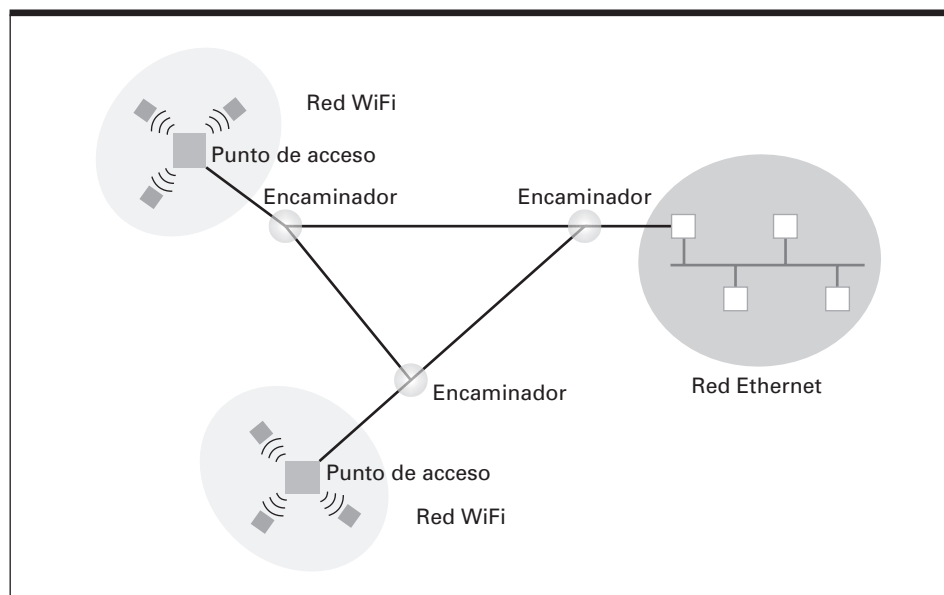 Red WiFi
Punto de acceso
Encaminador
Encaminador
Red Ethernet
Encaminador
Punto de acceso
Red WiFi